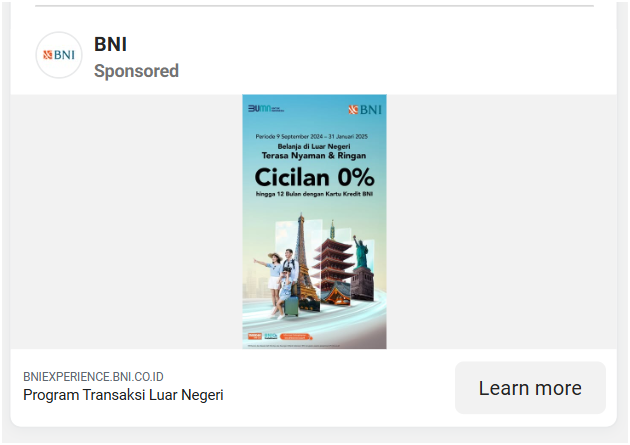 BNI
BNI
Sponsored
BUMN
BNI
Periode 9 September 2024 – 31 Januari 2025
Belanja di Luar Negeri
Terasa Nyaman & Ringan
Cicilan 0%
hingga 12 Bulan dengan Kartu Kredit BNI
BNIEXPERIENCE.BNI.CO.ID
Program Transaksi Luar Negeri
Learn more